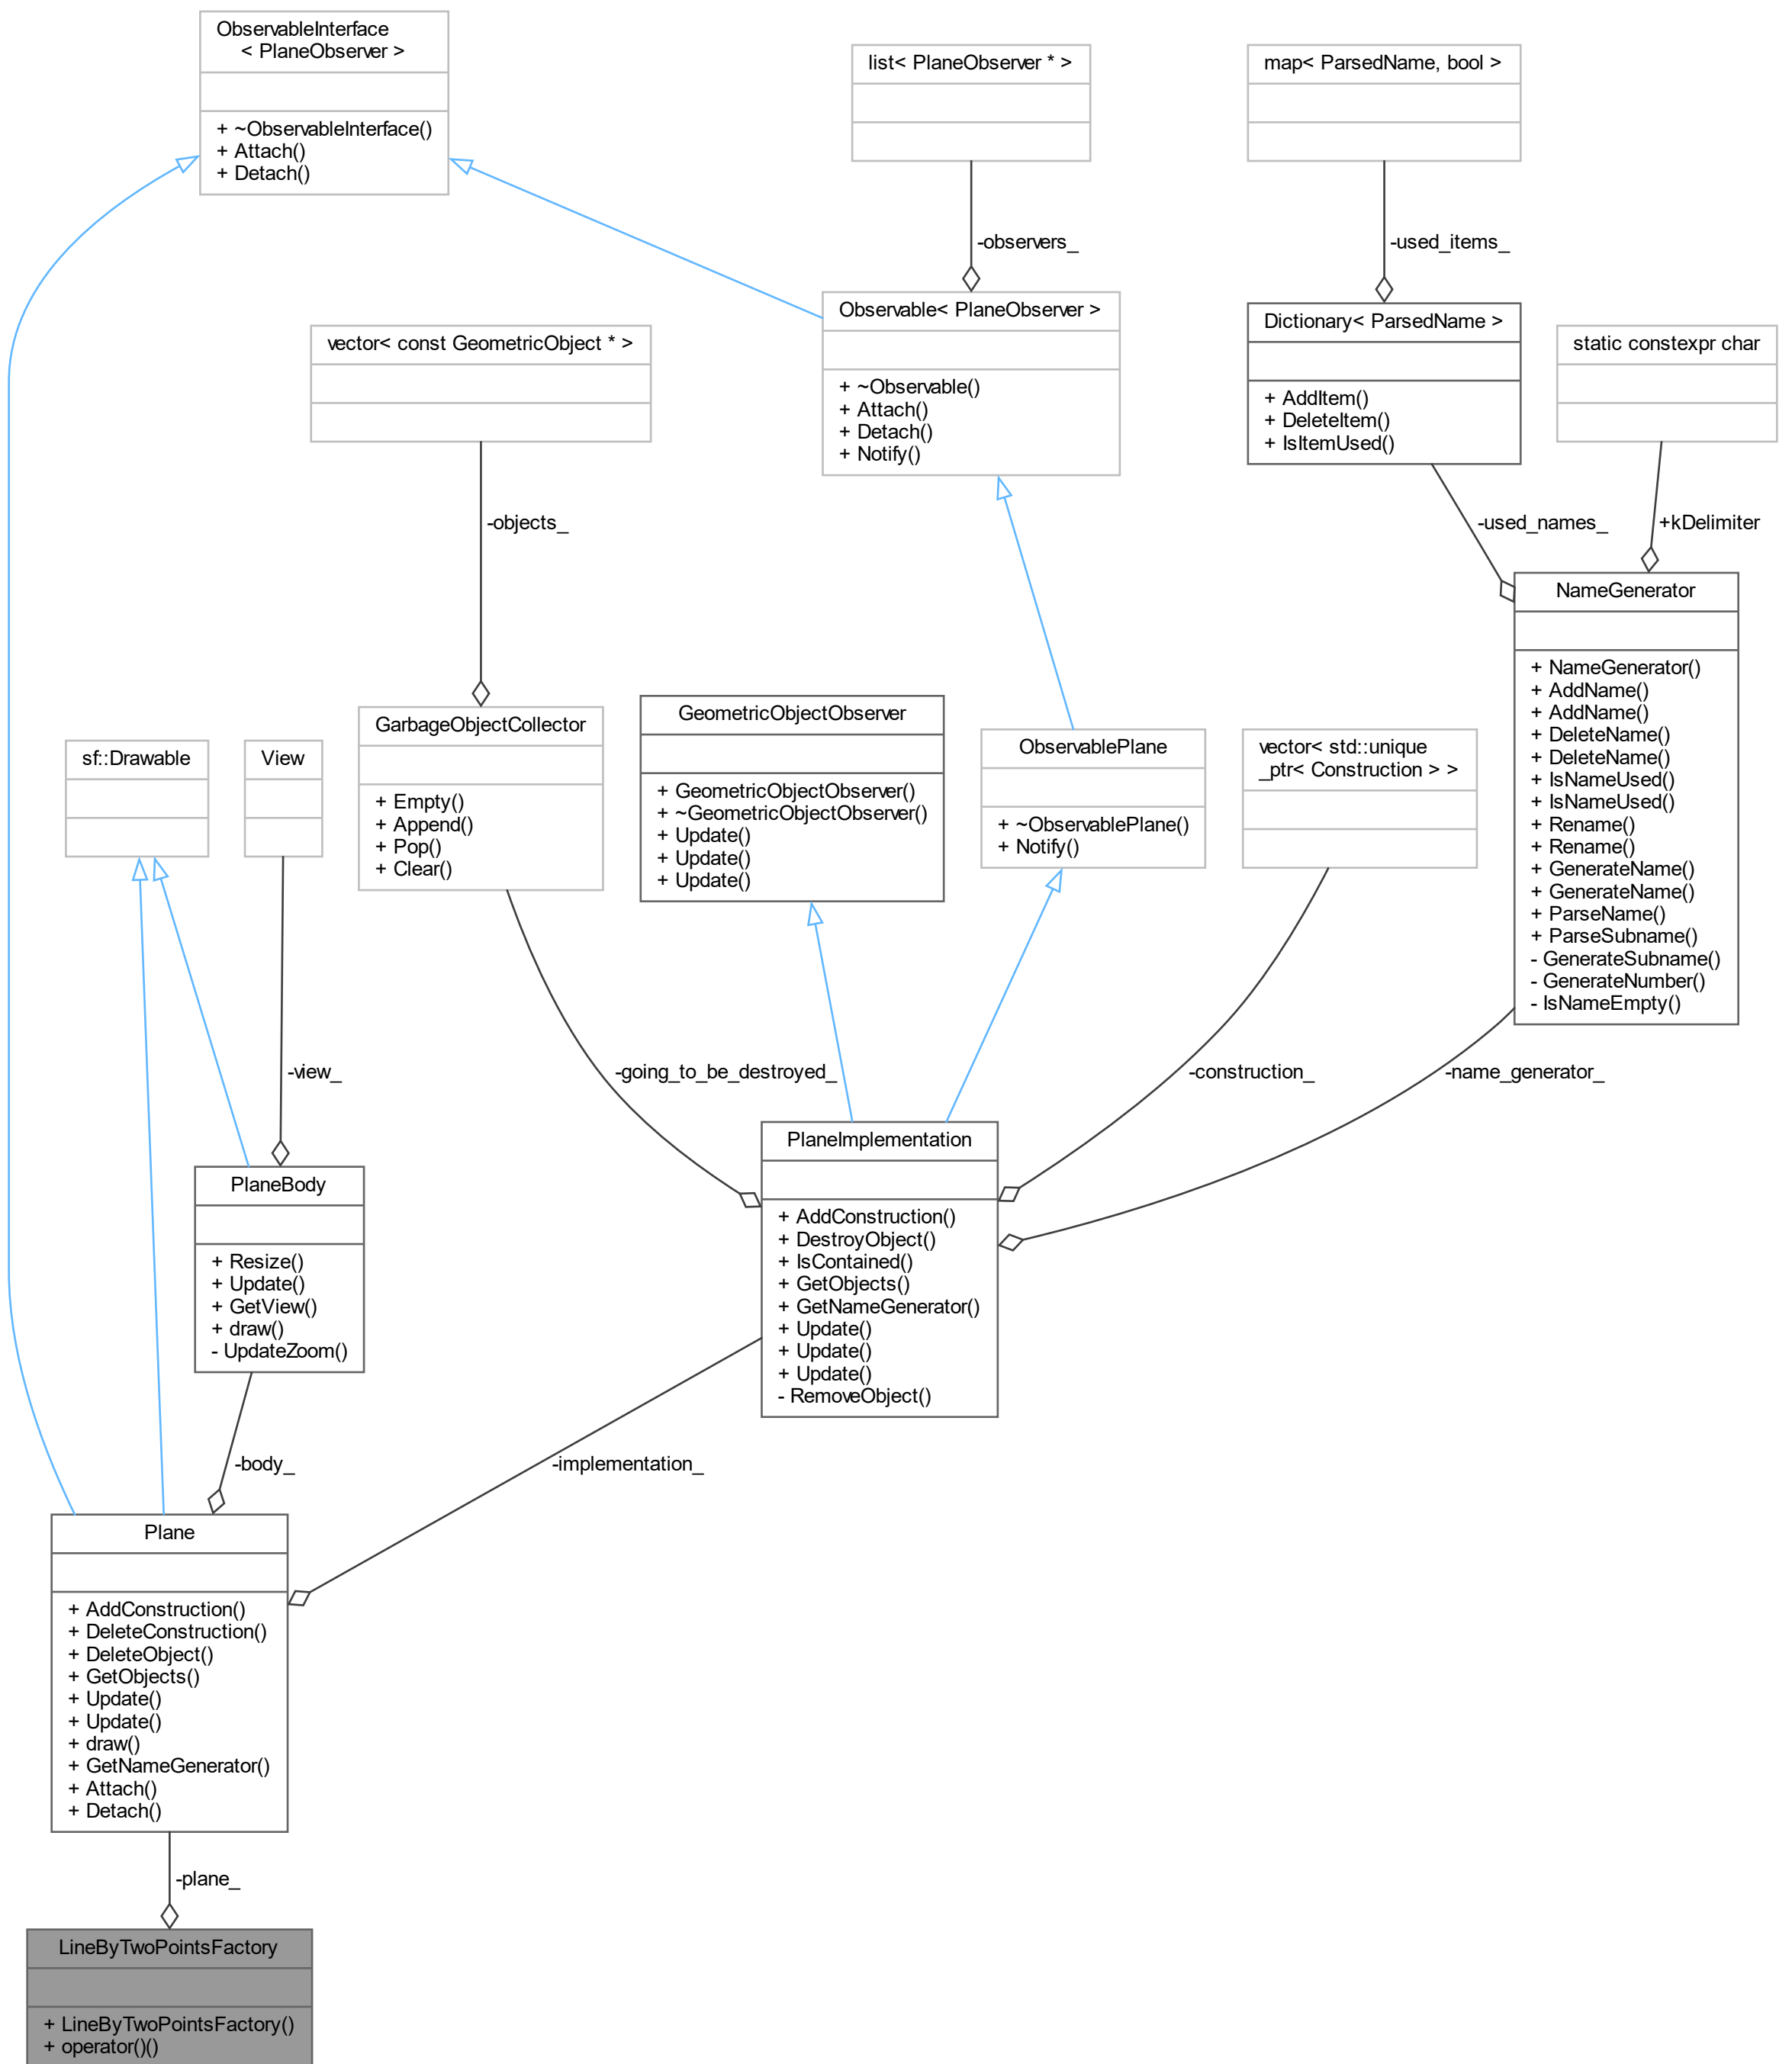 ObservableInterface
< PlaneObserver >
+ ~ObservableInterface()
+ Attach()
+ Detach()
list< PlaneObserver * >
map< ParsedName, bool >
-observers_
-used_items_
vector< const GeometricObject * >
Observable< PlaneObserver >
+ ~Observable()
+ Attach()
+ Detach()
+ Notify()
Dictionary< ParsedName >
+ AddItem()
+ DeleteItem()
+ IsItemUsed()
static constexpr char
-objects_
-used_names_
+kDelimiter
sf::Drawable
View
GarbageObjectCollector
+ Empty()
+ Append()
+ Pop()
+ Clear()
GeometricObjectObserver
+ GeometricObjectObserver()
+ ~GeometricObjectObserver()
+ Update()
+ Update()
+ Update()
ObservablePlane
+ ~ObservablePlane()
+ Notify()
vector< std::unique
_ptr< Construction > >
NameGenerator
+ NameGenerator()
+ AddName()
+ AddName()
+ DeleteName()
+ DeleteName()
+ IsNameUsed()
+ IsNameUsed()
+ Rename()
+ Rename()
+ GenerateName()
+ GenerateName()
+ ParseName()
+ ParseSubname()
- GenerateSubname()
- GenerateNumber()
- IsNameEmpty()
-view_
-going_to_be_destroyed_
-construction_
-name_generator_
PlaneBody
+ Resize()
+ Update()
+ GetView()
+ draw()
- UpdateZoom()
PlaneImplementation
+ AddConstruction()
+ DestroyObject()
+ IsContained()
+ GetObjects()
+ GetNameGenerator()
+ Update()
+ Update()
+ Update()
- RemoveObject()
-body_
-implementation_
Plane
+ AddConstruction()
+ DeleteConstruction()
+ DeleteObject()
+ GetObjects()
+ Update()
+ Update()
+ draw()
+ GetNameGenerator()
+ Attach()
+ Detach()
-plane_
LineByTwoPointsFactory
+ LineByTwoPointsFactory()
+ operator()()